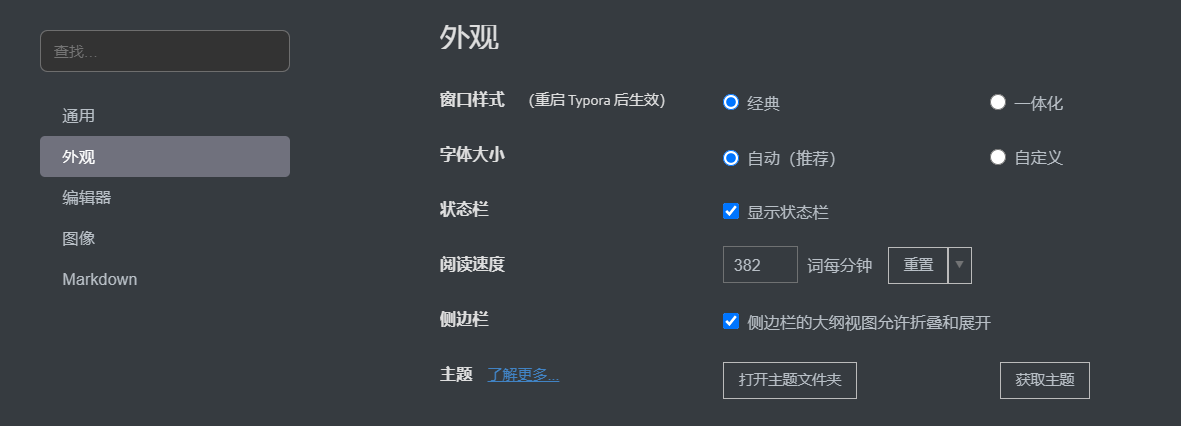 查找...
通用
外观
编辑器
图像
Markdown
外观
窗口样式 (重启 Typora 后生效) 经典 一体化
字体大小 自动（推荐） 自定义
状态栏 显示状态栏
阅读速度 382 词每分钟 重置
侧边栏 侧边栏的大纲视图允许折叠和展开
主题 了解更多... 打开主题文件夹 获取主题